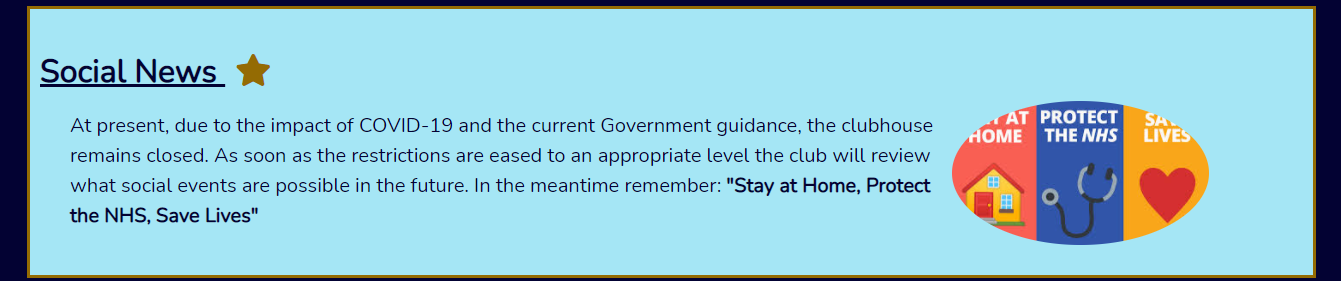 Social News
At present, due to the impact of COVID-19 and the current Government guidance, the clubhouse
remains closed. As soon as the restrictions are eased to an appropriate level the club will review
what social events are possible in the future. In the meantime remember: "Stay at Home, Protect
the NHS, Save Lives"
AT
HOME
PROTECT
THE NHS
LIVES